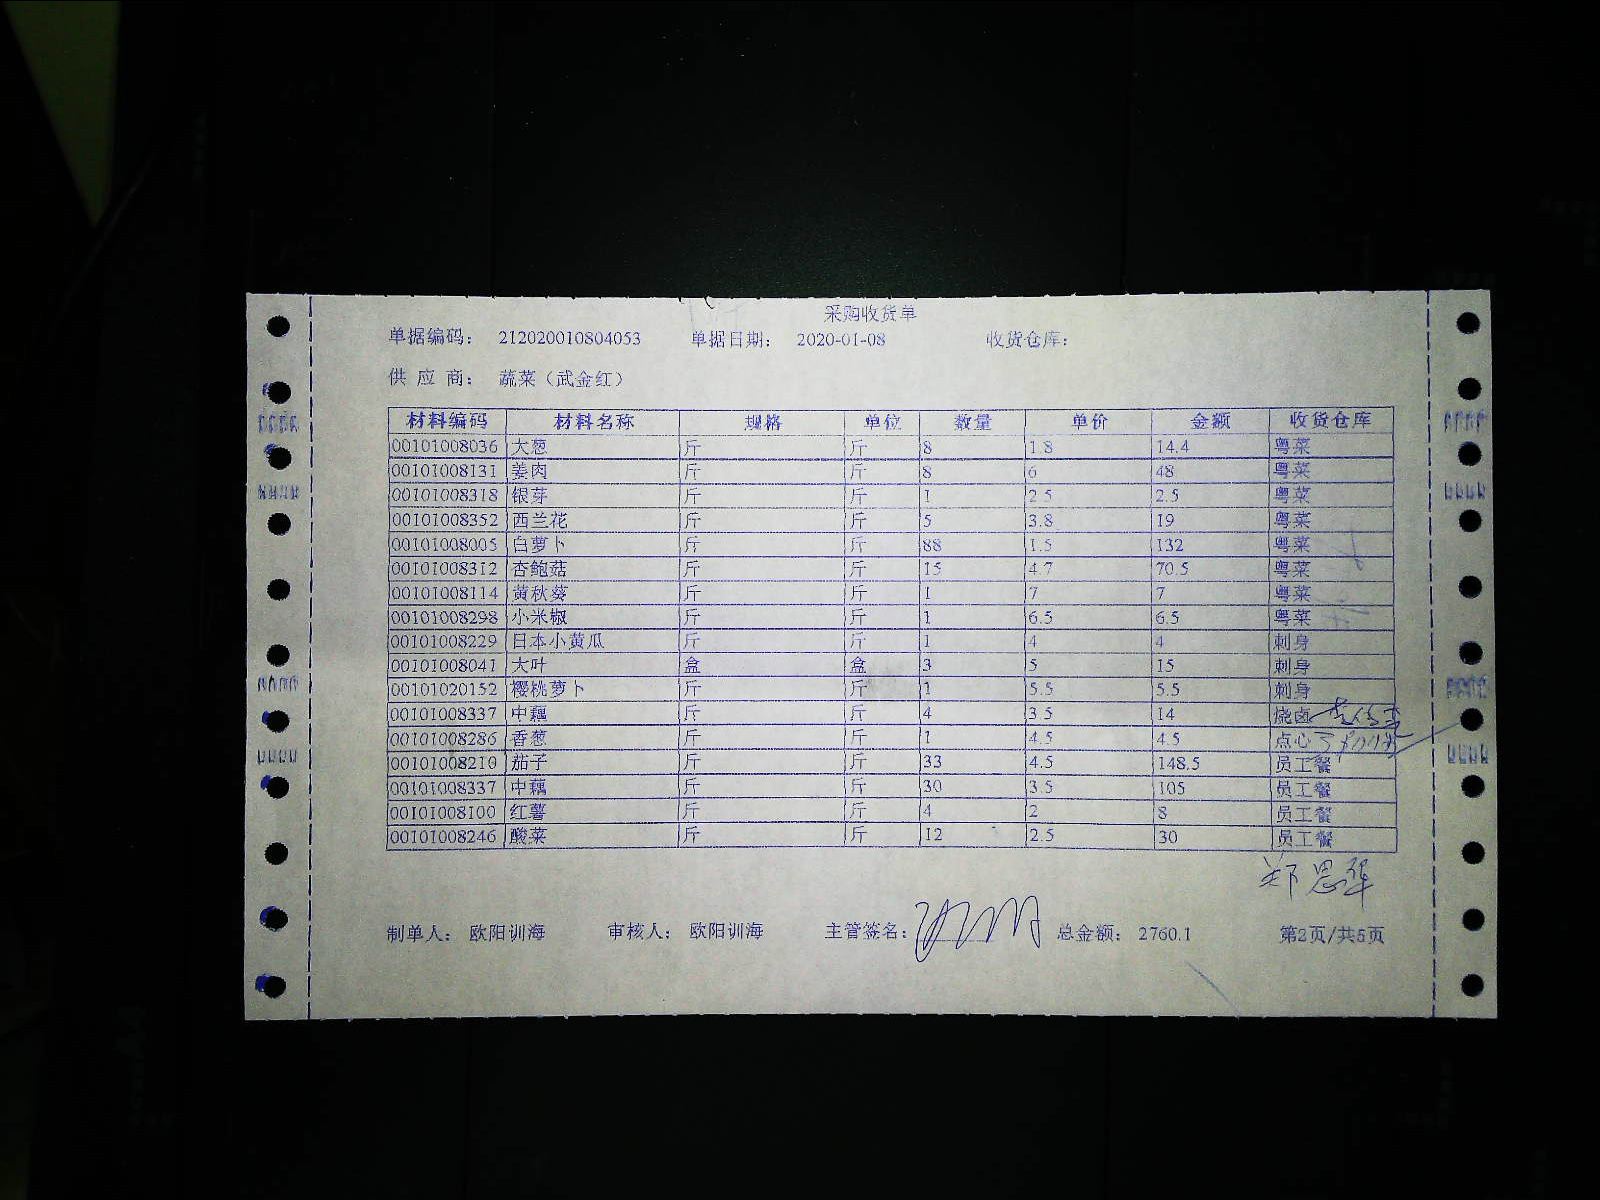 采购收货单
单据编码： 212020010804053 单据日期： 2020-01-08 收货仓库：
供应商： 蔬菜（武金红）
材料编码 材料名称 规格 单位 数量 单价 金额 收货仓库
00101008036 大葱 斤 斤 8 1.8 14.4 粤菜
00101008131 姜肉 斤 斤 8 6 48 粤菜
00101008318 银芽 斤 斤 1 2.5 2.5 粤菜
00101008352 西兰花 斤 斤 5 3.8 19 粤菜
00101008005 白萝卜 斤 斤 88 1.5 132 粤菜
00101008312 杏鲍菇 斤 斤 15 4.7 70.5 粤菜
00101008114 黄秋葵 斤 斤 1 7 7 粤菜
00101008298 小米椒 斤 斤 1 6.5 6.5 粤菜
00101008229 日本小黄瓜 斤 斤 1 4 4 刺身
00101008041 大叶 盒 盒 3 5 15 刺身
00101020152 樱桃萝卜 斤 斤 1 5.5 5.5 刺身
00101008337 中藕 斤 斤 4 3.5 14 烧卤
00101008286 香葱 斤 斤 1 4.5 4.5 点心
00101008210 茄子 斤 斤 33 4.5 148.5 员工餐
00101008337 中藕 斤 斤 30 3.5 105 员工餐
00101008100 红薯 斤 斤 4 2 8 员工餐
00101008246 酸菜 斤 斤 12 2.5 30 员工餐
郑思华
制单人： 欧阳训海 审核人： 欧阳训海 主管签名： 总金额： 2760.1 第2页/共5页